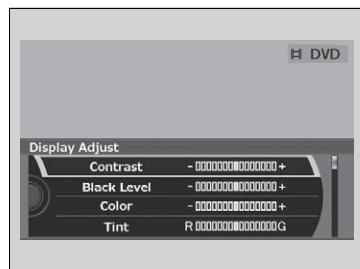 DVD
Display Adjust
Contrast - +
Black Level - +
Color - +
Tint R G